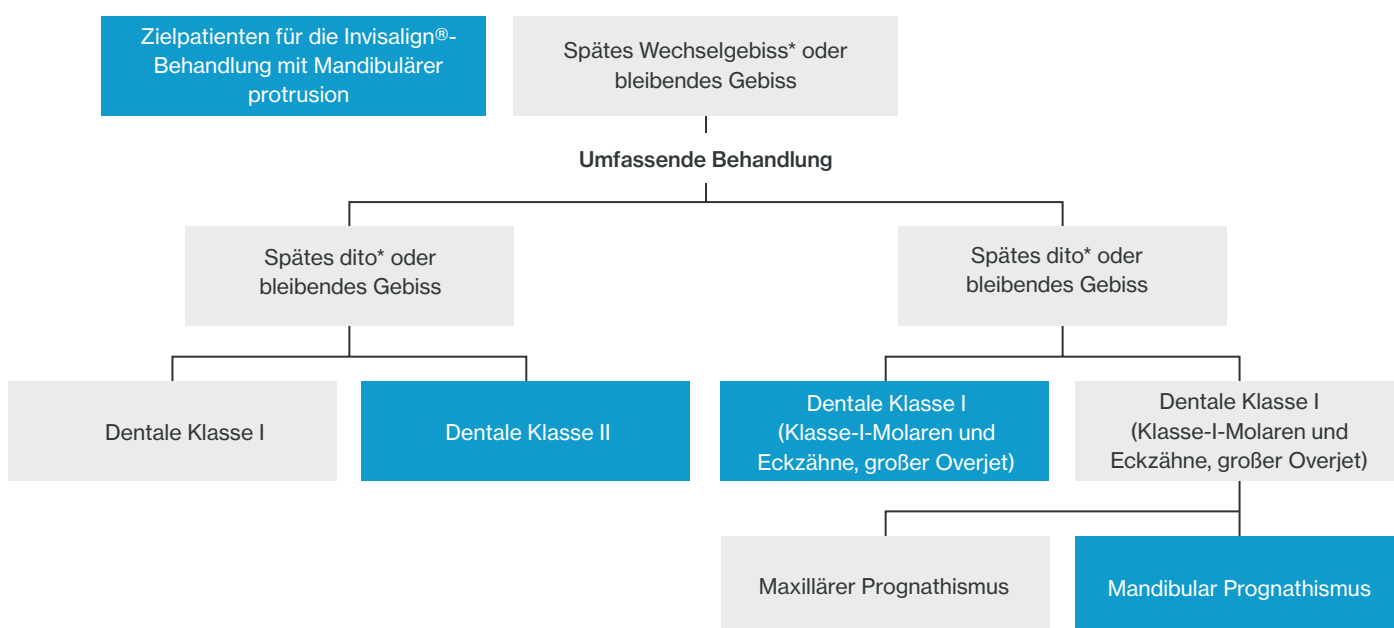 Zielpatienten für die Invisalign®-
Behandlung mit Mandibulärer
protrusion
Spätes Wechselgebiss* oder
bleibendes Gebiss
Umfassende Behandlung
Spätes dito* oder
bleibendes Gebiss
Spätes dito* oder
bleibendes Gebiss
Dentale Klasse I
Dentale Klasse II
Dentale Klasse I
(Klasse-I-Molaren und
Eckzähne, großer Overjet)
Dentale Klasse I
(Klasse-I-Molaren und
Eckzähne, großer Overjet)
Maxillärer Prognathismus
Mandibular Prognathismus